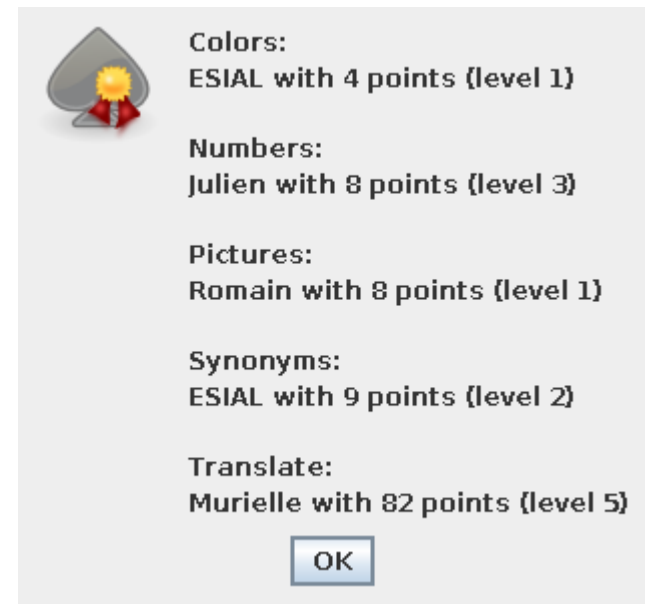 Colors:
ESIAL with 4 points (level 1)
Numbers:
Julien with 8 points (level 3)
Pictures:
Romain with 8 points (level 1)
Synonyms:
ESIAL with 9 points (level 2)
Translate:
Murielle with 82 points (level 5)
OK